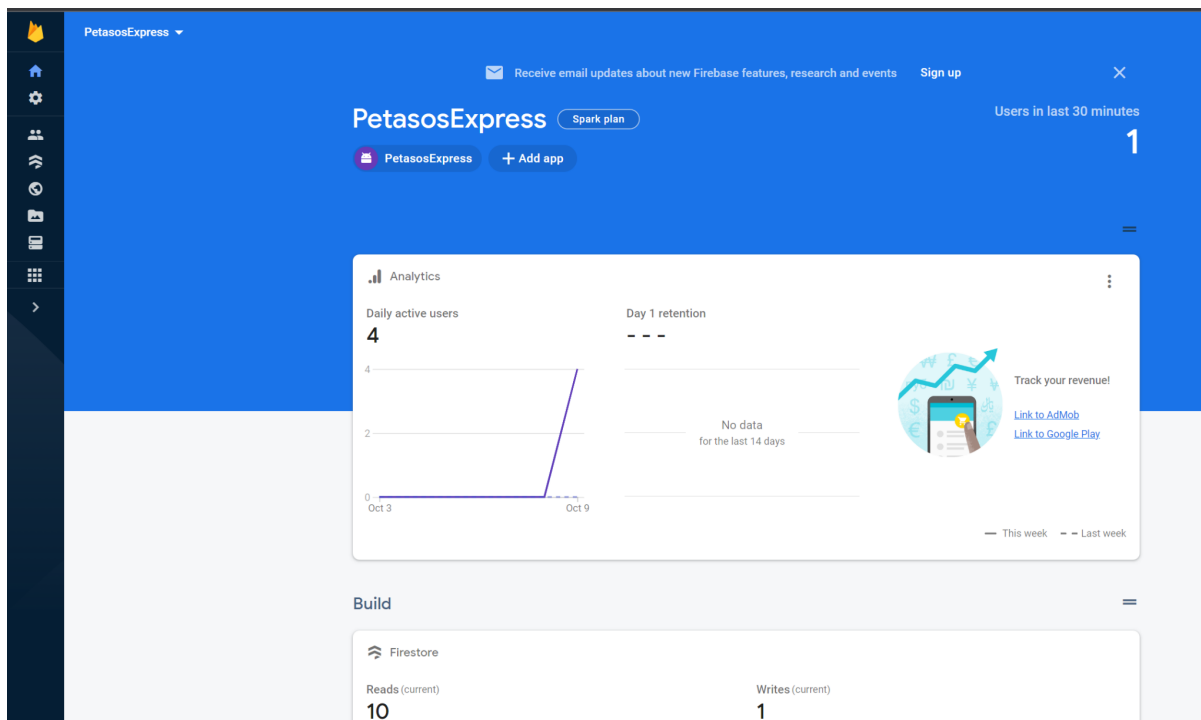 PetasosExpress
Receive email updates about new Firebase features, research and events Sign up
PetasosExpress Spark plan
Users in last 30 minutes
1
PetasosExpress + Add app
Analytics
Daily active users
4
Day 1 retention
- - -
4
2
0
Oct 3 Oct 9
No data
for the last 14 days
Track your revenue!
Link to AdMob
Link to Google Play
This week Last week
Build
Firestore
Reads (current)
10
Writes (current)
1